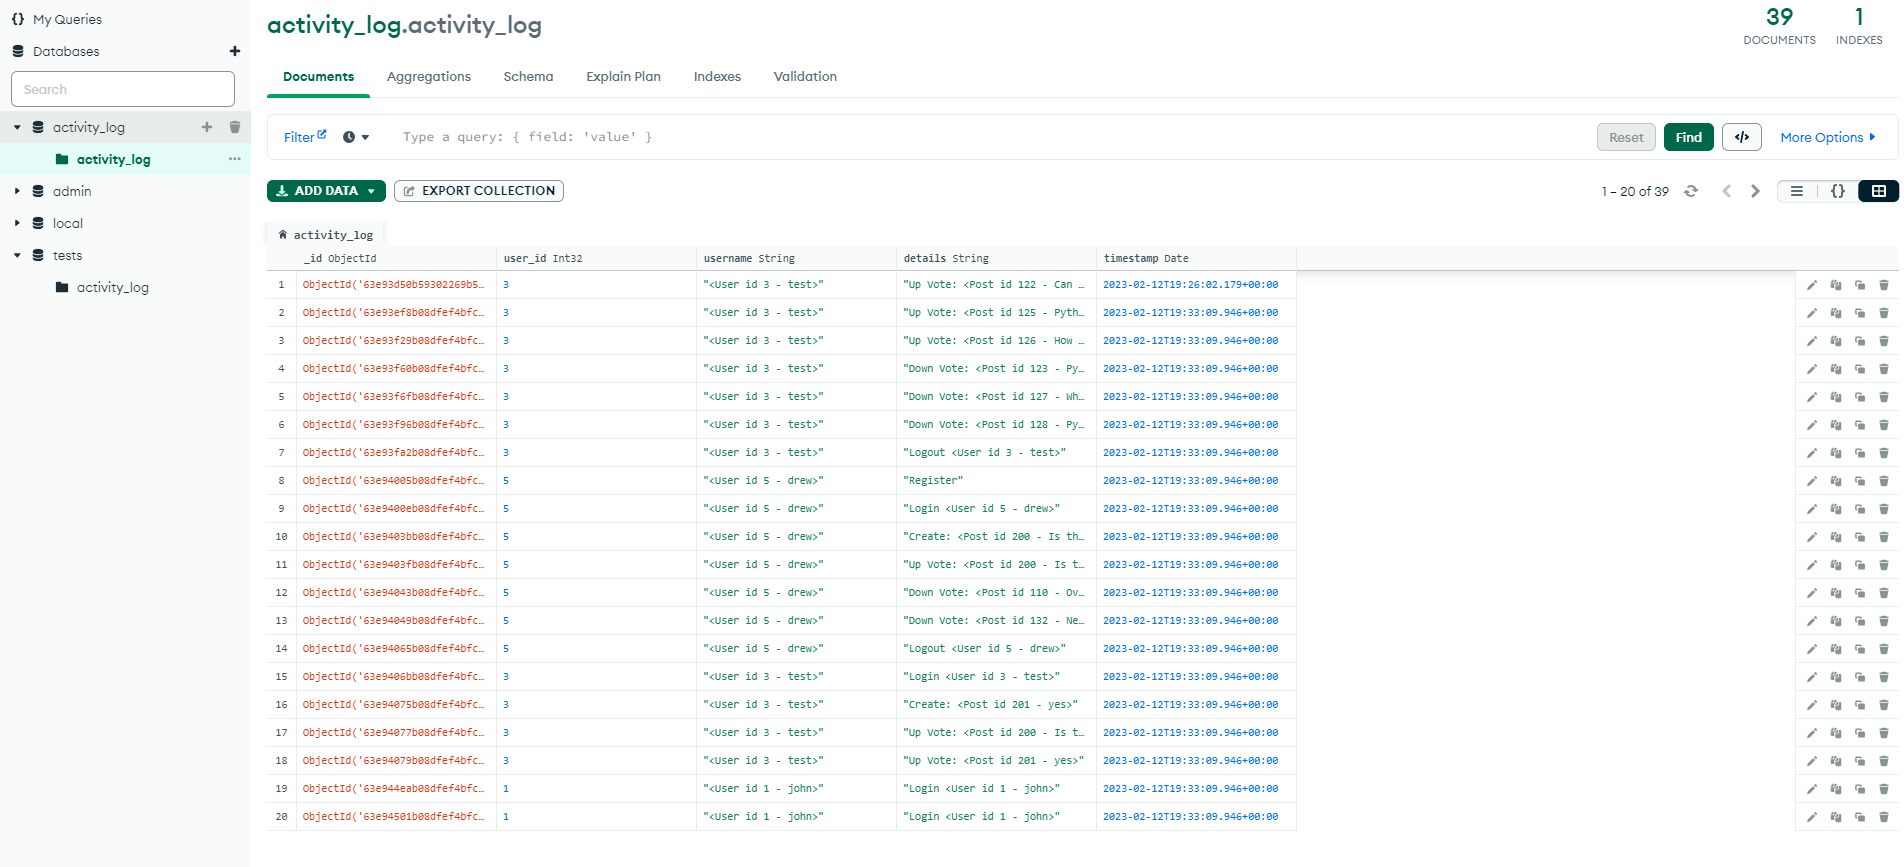 My Queries
Databases
Search
activity_log
activity_log
admin
local
tests
activity_log
activity_log.activity_log
39
DOCUMENTS
1
INDEXES
Documents Aggregations Schema Explain Plan Indexes Validation
Filter Type a query: { field: 'value' } Reset Find </> More Options
ADD DATA EXPORT COLLECTION 1 – 20 of 39 {}
activity_log
_id ObjectId user_id Int32 username String details String timestamp Date
1 ObjectId('63e93d50b59302269b5… 3 "<User id 3 - test>" "Up Vote: <Post id 122 - Can … 2023-02-12T19:26:02.179+00:00
2 ObjectId('63e93ef8b08dfef4bfc… 3 "<User id 3 - test>" "Up Vote: <Post id 125 - Pyth… 2023-02-12T19:33:09.946+00:00
3 ObjectId('63e93f29b08dfef4bfc… 3 "<User id 3 - test>" "Up Vote: <Post id 126 - How … 2023-02-12T19:33:09.946+00:00
4 ObjectId('63e93f60b08dfef4bfc… 3 "<User id 3 - test>" "Down Vote: <Post id 123 - Py… 2023-02-12T19:33:09.946+00:00
5 ObjectId('63e93f6fb08dfef4bfc… 3 "<User id 3 - test>" "Down Vote: <Post id 127 - Wh… 2023-02-12T19:33:09.946+00:00
6 ObjectId('63e93f96b08dfef4bfc… 3 "<User id 3 - test>" "Down Vote: <Post id 128 - Py… 2023-02-12T19:33:09.946+00:00
7 ObjectId('63e93fa2b08dfef4bfc… 3 "<User id 3 - test>" "Logout <User id 3 - test>" 2023-02-12T19:33:09.946+00:00
8 ObjectId('63e94005b08dfef4bfc… 5 "<User id 5 - drew>" "Register" 2023-02-12T19:33:09.946+00:00
9 ObjectId('63e9400eb08dfef4bfc… 5 "<User id 5 - drew>" "Login <User id 5 - drew>" 2023-02-12T19:33:09.946+00:00
10 ObjectId('63e9403bb08dfef4bfc… 5 "<User id 5 - drew>" "Create: <Post id 200 - Is th… 2023-02-12T19:33:09.946+00:00
11 ObjectId('63e9403fb08dfef4bfc… 5 "<User id 5 - drew>" "Up Vote: <Post id 200 - Is t… 2023-02-12T19:33:09.946+00:00
12 ObjectId('63e94043b08dfef4bfc… 5 "<User id 5 - drew>" "Down Vote: <Post id 110 - Ov… 2023-02-12T19:33:09.946+00:00
13 ObjectId('63e94049b08dfef4bfc… 5 "<User id 5 - drew>" "Down Vote: <Post id 132 - Ne… 2023-02-12T19:33:09.946+00:00
14 ObjectId('63e94065b08dfef4bfc… 5 "<User id 5 - drew>" "Logout <User id 5 - drew>" 2023-02-12T19:33:09.946+00:00
15 ObjectId('63e9406bb08dfef4bfc… 3 "<User id 3 - test>" "Login <User id 3 - test>" 2023-02-12T19:33:09.946+00:00
16 ObjectId('63e94075b08dfef4bfc… 3 "<User id 3 - test>" "Create: <Post id 201 - yes>" 2023-02-12T19:33:09.946+00:00
17 ObjectId('63e94077b08dfef4bfc… 3 "<User id 3 - test>" "Up Vote: <Post id 200 - Is t… 2023-02-12T19:33:09.946+00:00
18 ObjectId('63e94079b08dfef4bfc… 3 "<User id 3 - test>" "Up Vote: <Post id 201 - yes>" 2023-02-12T19:33:09.946+00:00
19 ObjectId('63e944eab08dfef4bfc… 1 "<User id 1 - john>" "Login <User id 1 - john>" 2023-02-12T19:33:09.946+00:00
20 ObjectId('63e94501b08dfef4bfc… 1 "<User id 1 - john>" "Login <User id 1 - john>" 2023-02-12T19:33:09.946+00:00